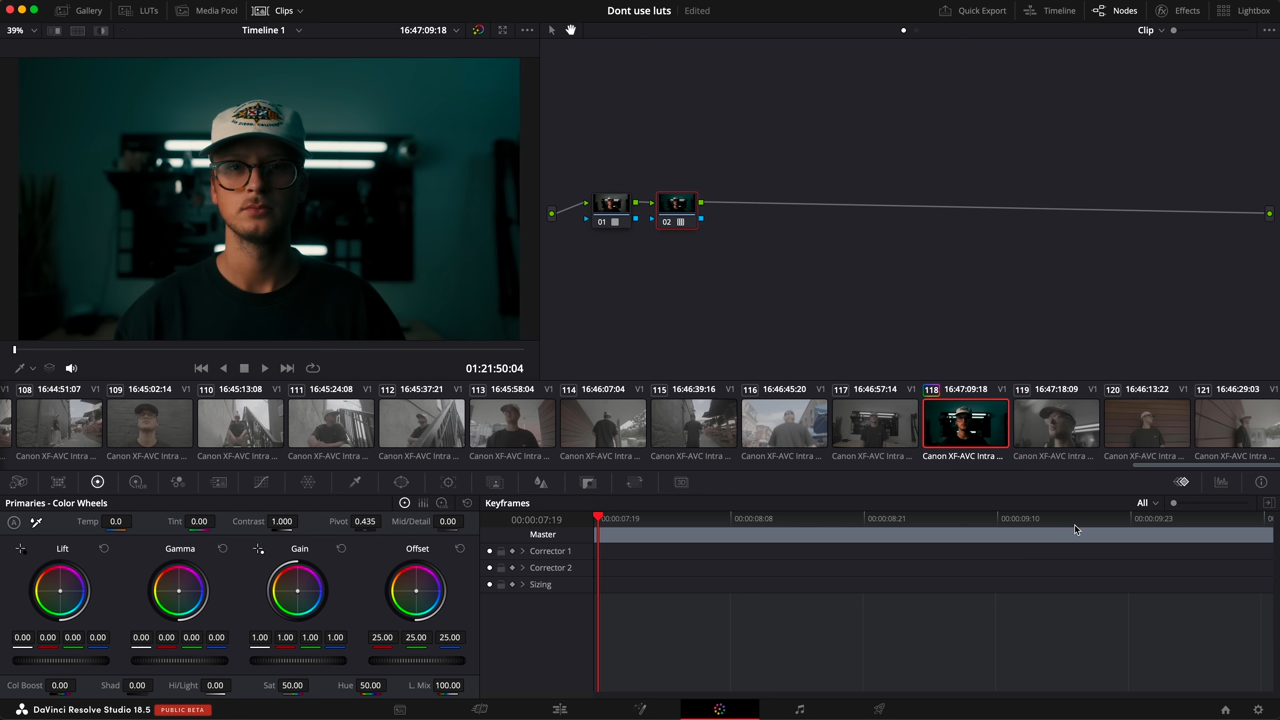 Gallery LUTs Media Pool Clips Dont use luts Edited Quick Export Timeline Nodes Effects Lightbox
39% Timeline 1 16:47:09:18 Clip
01 02
01:21:50:04
V1 108 16:44:51:07 V1 109 16:45:02:14 V1 110 16:45:13:08 V1 111 16:45:24:08 V1 112 16:45:37:21 V1 113 16:45:58:04 V1 114 16:46:07:04 V1 115 16:46:39:16 V1 116 16:46:45:20 V1 117 16:46:57:14 V1 118 16:47:09:18 V1 119 16:47:18:09 V1 120 16:46:13:22 V1 121 16:46:29:03 V1
Canon XF-AVC Intra ... Canon XF-AVC Intra ... Canon XF-AVC Intra ... Canon XF-AVC Intra ... Canon XF-AVC Intra ... Canon XF-AVC Intra ... Canon XF-AVC Intra ... Canon XF-AVC Intra ... Canon XF-AVC Intra ... Canon XF-AVC Intra ... Canon XF-AVC Intra ... Canon XF-AVC Intra ... Canon XF-AVC Intra ... Canon XF-AVC Intra ...
Primaries - Color Wheels
Temp 0.0 Tint 0.00 Contrast 1.000 Pivot 0.435 Mid/Detail 0.00
Lift Gamma Gain Offset
0.00 0.00 0.00 0.00 0.00 0.00 0.00 0.00 1.00 1.00 1.00 1.00 25.00 25.00 25.00
Col Boost 0.00 Shad 0.00 Hi/Light 0.00 Sat 50.00 Hue 50.00 L. Mix 100.00
Keyframes All
00:00:07:19 00:00:07:19 00:00:08:08 00:00:08:21 00:00:09:10 00:00:09:23
Master
Corrector 1
Corrector 2
Sizing
DaVinci Resolve Studio 18.5 PUBLIC BETA